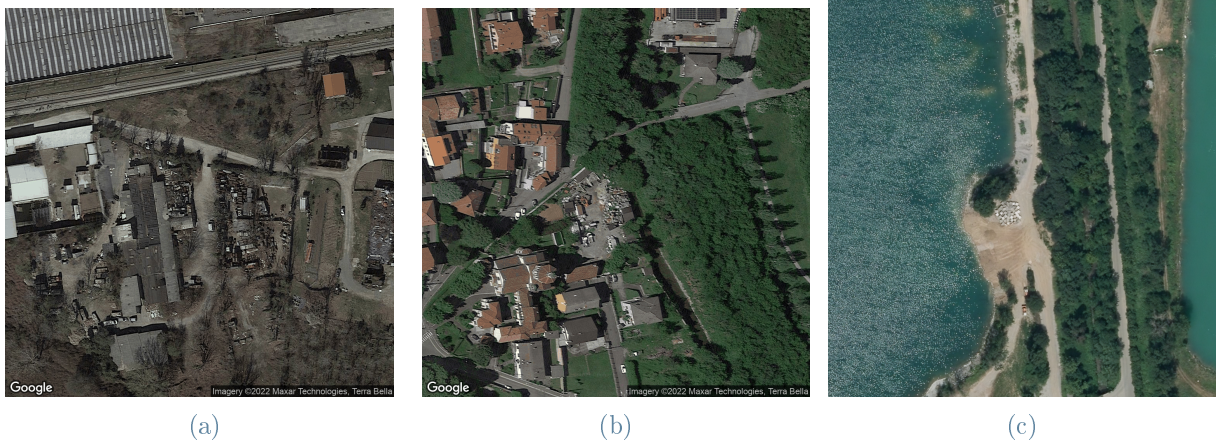 Google
Imagery ©2022 Maxar Technologies, Terra Bella
Google
Imagery ©2022 Maxar Technologies, Terra Bella
(a)
(b)
(c)